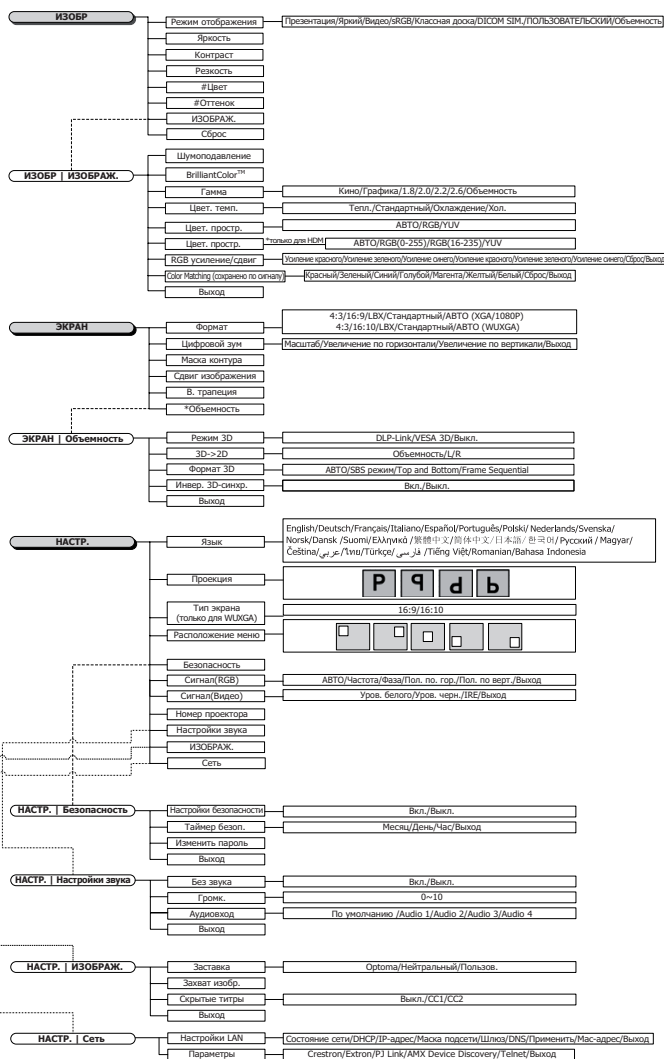 ИЗОБР
Режим отображения
Презентация/Яркий/Видео/sRGB/Классная доска/DICOM SIM./ПОЛЬЗОВАТЕЛЬСКИЙ/Объемность
Яркость
Контраст
Резкость
#Цвет
#Оттенок
ИЗОБРАЖ.
Сброс
ИЗОБР | ИЗОБРАЖ.
Шумоподавление
BrilliantColor™
Гамма
Кино/Графика/1.8/2.0/2.2/2.6/Объемность
Цвет. темп.
Тепл./Стандартный/Охлаждение/Хол.
Цвет. простр.
АВТО/RGB/YUV
Цвет. простр.
*только для HDM
АВТО/RGB(0-255)/RGB(16-235)/YUV
RGB усиление/сдвиг
Усиление красного/Усиление зеленого/Усиление синего/Усиление красного/Усиление зеленого/Усиление синего/Сброс/Выход
Color Matching (сохранено по сигналу)
Красный/Зеленый/Синий/Голубой/Магента/Желтый/Белый/Сброс/Выход
Выход
ЭКРАН
Формат
4:3/16:9/LBX/Стандартный/АВТО (XGA/1080P)
4:3/16:10/LBX/Стандартный/АВТО (WUXGA)
Цифровой зум
Масштаб/Увеличение по горизонтали/Увеличение по вертикали/Выход
Маска контура
Сдвиг изображения
В. трапеция
*Объемность
ЭКРАН | Объемность
Режим 3D
DLP-Link/VESA 3D/Выкл.
3D->2D
Объемность/L/R
Формат 3D
АВТО/SBS режим/Top and Bottom/Frame Sequential
Инвер. 3D-синхр.
Вкл./Выкл.
Выход
НАСТР.
Язык
English/Deutsch/Français/Italiano/Español/Português/Polski/ Nederlands/Svenska/
Norsk/Dansk /Suomi/Ελληνικά /繁體中文/简体中文/日本語/ 한국어/ Русский / Magyar/
Čeština/عربي/ไทย/Türkçe/ فارسی /Tiếng Việt/Romanian/Bahasa Indonesia
Проекция
P
Тип экрана
(только для WUXGA)
16:9/16:10
Расположение меню
Безопасность
Сигнал(RGB)
АВТО/Частота/Фаза/Пол. по. гор./Пол. по верт./Выход
Сигнал(Видео)
Уров. белого/Уров. черн./IRE/Выход
Номер проектора
Настройки звука
ИЗОБРАЖ.
Сеть
НАСТР. | Безопасность
Настройки безопасности
Вкл./Выкл.
Таймер безоп.
Месяц/День/Час/Выход
Изменить пароль
Выход
НАСТР. | Настройки звука
Без звука
Вкл./Выкл.
Громк.
0~10
Аудиовход
По умолчанию /Audio 1/Audio 2/Audio 3/Audio 4
Выход
НАСТР. | ИЗОБРАЖ.
Заставка
Optoma/Нейтральный/Пользов.
Захват изобр.
Скрытые титры
Выкл./CC1/CC2
Выход
НАСТР. | Сеть
Настройки LAN
Состояние сети/DHCP/IP-адрес/Маска подсети/Шлюз/DNS/Применить/Mac-адрес/Выход
Параметры
Crestron/Extron/PJ Link/AMX Device Discovery/Telnet/Выход